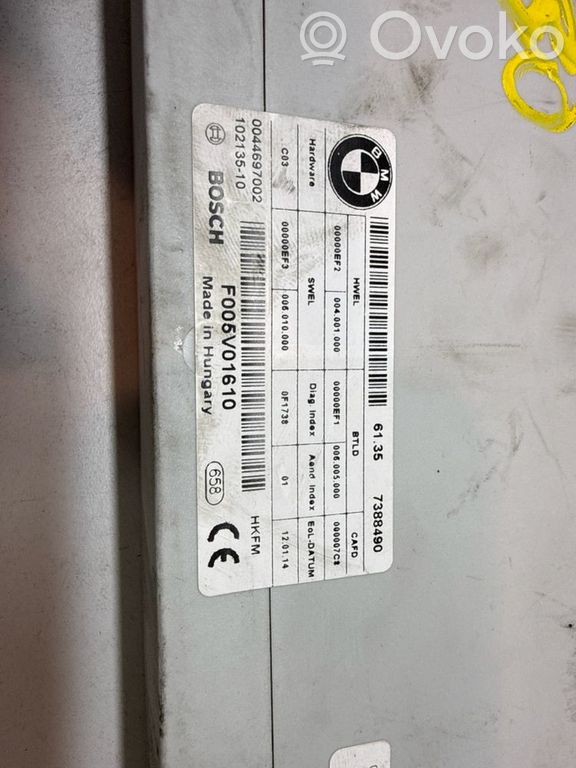 Ovoko
BMW
61.35 7388490
HWEL BTLD CAFD
00000EF2 004.001.000 00000EF1 006.005.000 000007C8
Hardware SWEL Diag Index Aend Index EoL-DATUM
C03 00000EF3 006.010.000 0F1738 01 12.01.14
0044697002 HKFM
102135-10
BOSCH F005V01610
Made in Hungary
658
CE